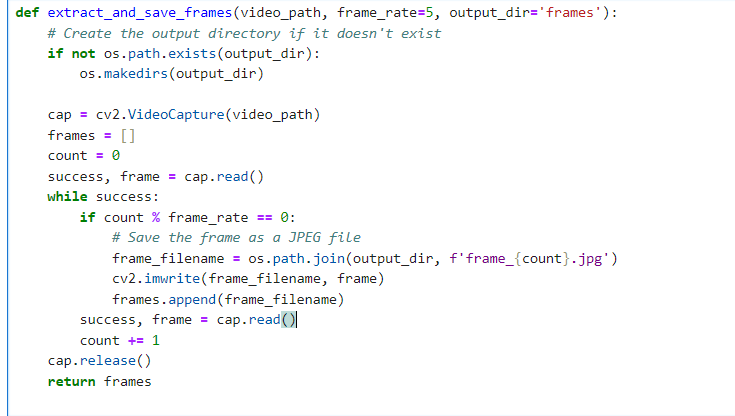 def extract_and_save_frames(video_path, frame_rate=5, output_dir='frames'):
    # Create the output directory if it doesn't exist
    if not os.path.exists(output_dir):
        os.makedirs(output_dir)

    cap = cv2.VideoCapture(video_path)
    frames = []
    count = 0
    success, frame = cap.read()
    while success:
        if count % frame_rate == 0:
            # Save the frame as a JPEG file
            frame_filename = os.path.join(output_dir, f'frame_{count}.jpg')
            cv2.imwrite(frame_filename, frame)
            frames.append(frame_filename)
        success, frame = cap.read()
        count += 1
    cap.release()
    return frames